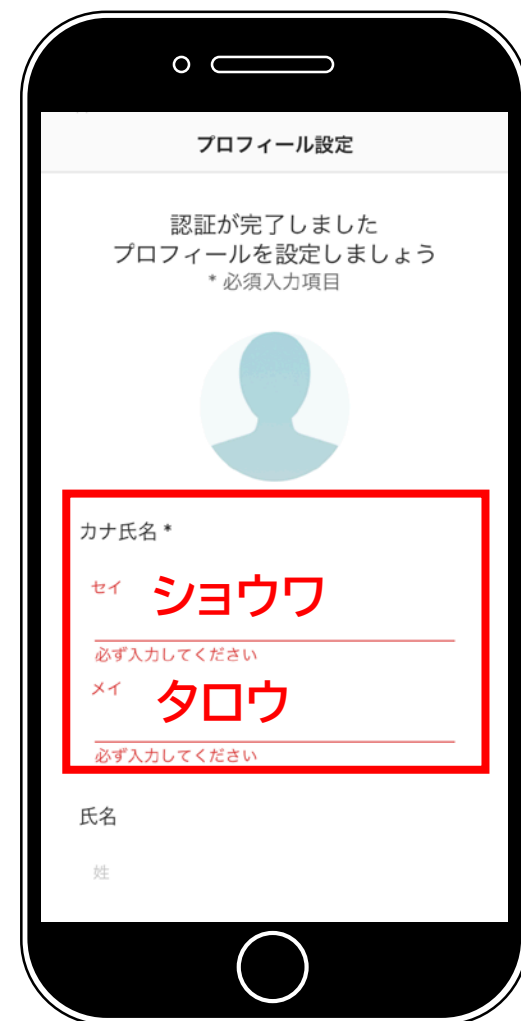 プロフィール設定
認証が完了しました
プロフィールを設定しましょう
* 必須入力項目
カナ氏名 *
セイ ショウワ
必ず入力してください
メイ タロウ
必ず入力してください
氏名
姓